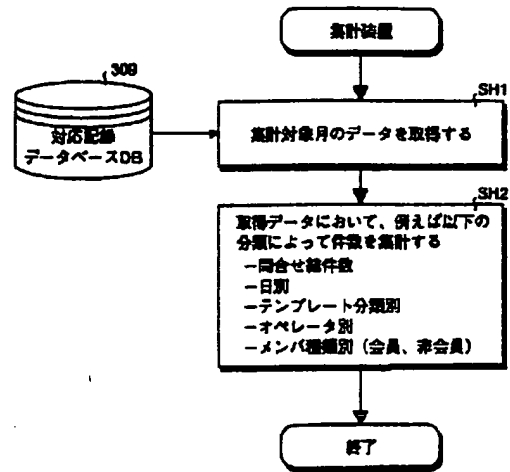 集計装置
309
対応記録
データベースDB
SH1
集計対象月のデータを取得する
SH2
取得データにおいて、例えば以下の
分類によって件数を集計する
－問合せ総件数
－日別
－テンプレート分類別
－オペレータ別
－メンバ種類別（会員、非会員）
終了